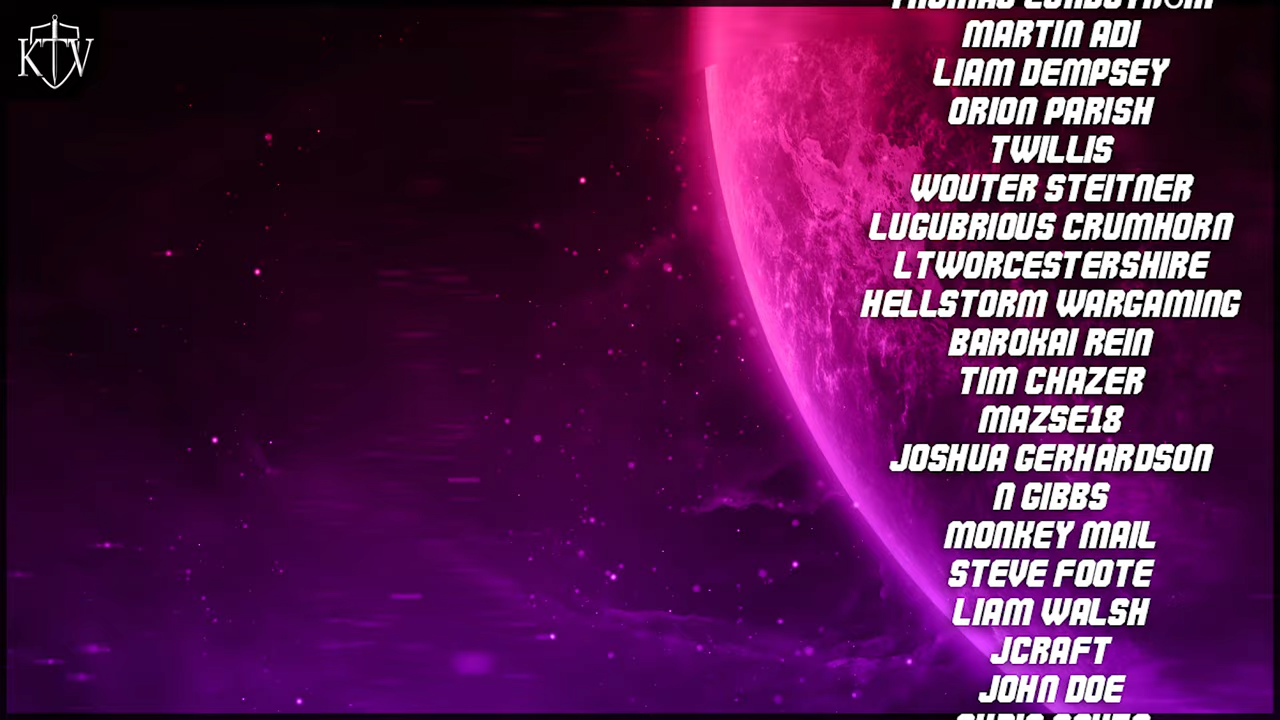 KTV
MARTIN ADI
LIAM DEMPSEY
ORION PARISH
TWILLIS
WOUTER STEITNER
LUGUBRIOUS CRUMHORN
LTWORCESTERSHIRE
HELLSTORM WARGAMING
BAROKAI REIN
TIM CHAZER
MAZSE18
JOSHUA GERHARDSON
N GIBBS
MONKEY MAIL
STEVE FOOTE
LIAM WALSH
JCRAFT
JOHN DOE